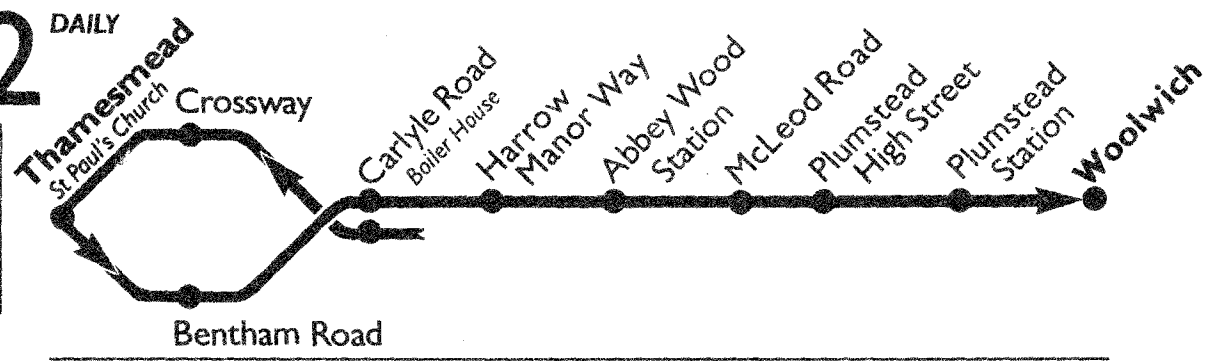 2 DAILY
Thamesmead
St Paul's Church
Crossway
Carlyle Road
Boiler House
Harrow
Manor Way
Abbey Wood
Station
McLeod Road
Plumstead
High Street
Plumstead
Station
Woolwich
Bentham Road